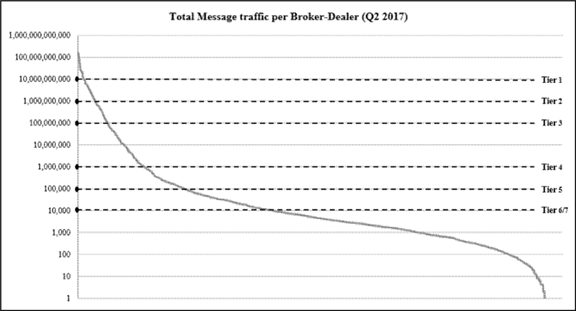 Total Message traffic per Broker-Dealer (Q2 2017)
1,000,000,000,000
100,000,000,000
10,000,000,000
Tier 1
1,000,000,000
Tier 2
100,000,000
Tier 3
10,000,000
1,000,000
Tier 4
100,000
Tier 5
10,000
Tier 6/7
1,000
100
10
1